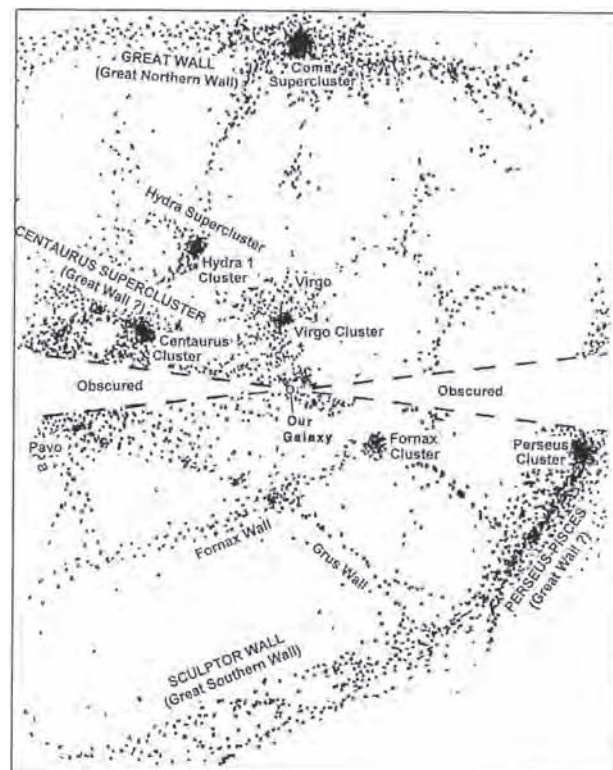 GREAT WALL
(Great Northern Wall)
Coma
Supercluster
Hydra Supercluster
Hydra 1
Cluster
CENTAURUS SUPERCLUSTER
(Great Wall ?)
Virgo
Virgo Cluster
Centaurus
Cluster
Obscured
Obscured
Our
Galaxy
Fornax
Cluster
Pavo
Perseus
Cluster
Fornax Wall
Grus Wall
PERSEUS-PISCES
(Great Wall ?)
SCULPTOR WALL
(Great Southern Wall)